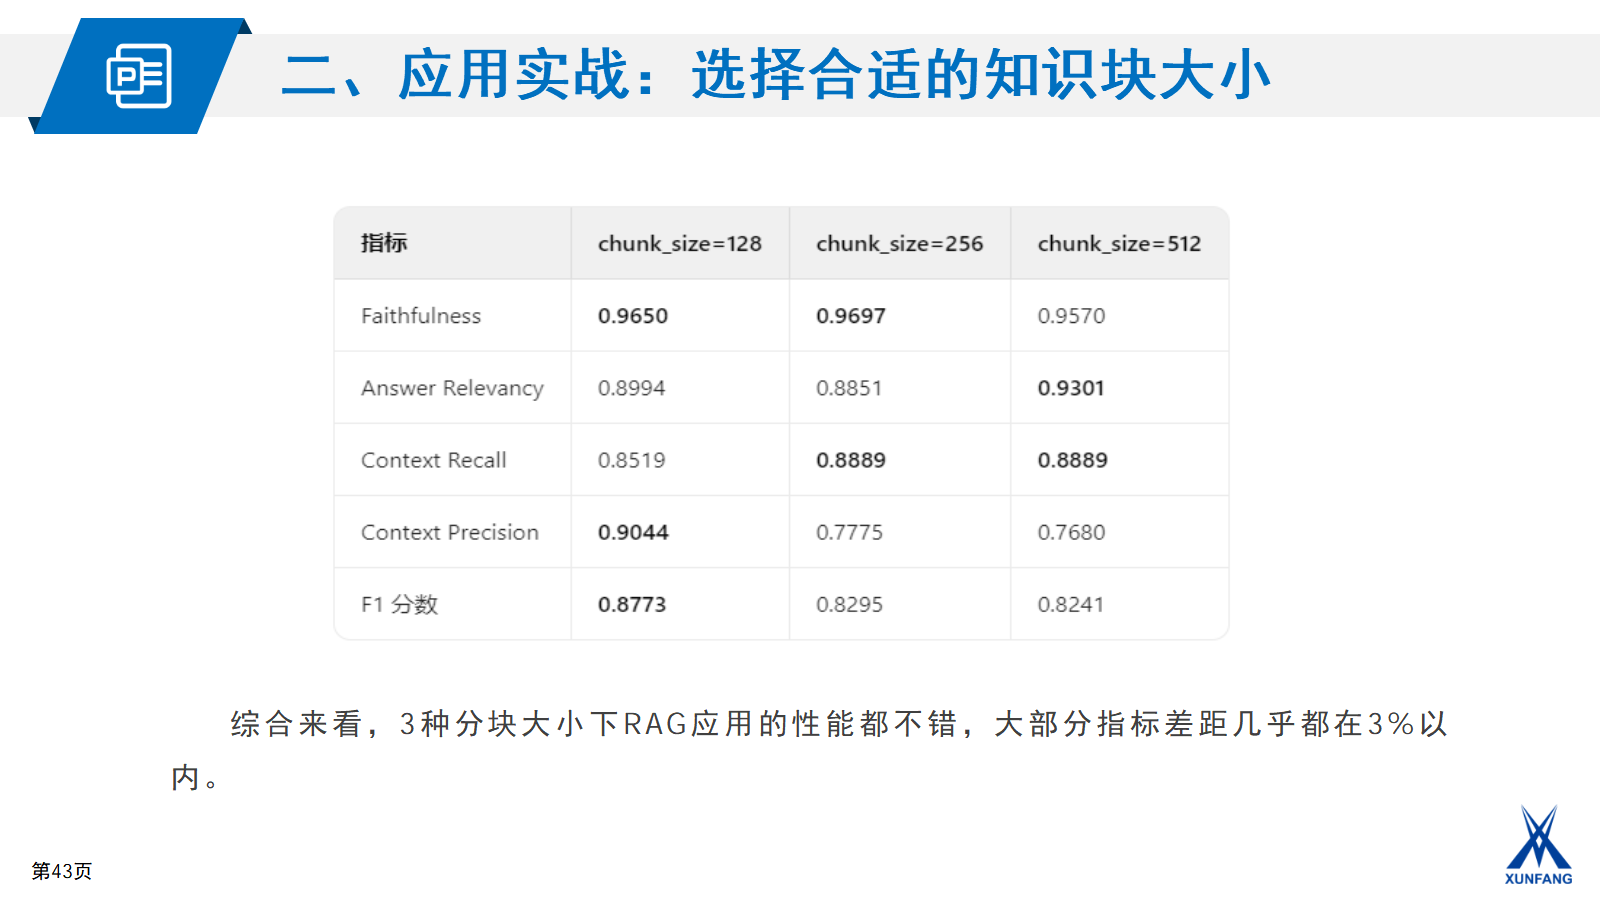 二、应用实战：选择合适的知识块大小
指标 chunk_size=128 chunk_size=256 chunk_size=512
Faithfulness 0.9650 0.9697 0.9570
Answer Relevancy 0.8994 0.8851 0.9301
Context Recall 0.8519 0.8889 0.8889
Context Precision 0.9044 0.7775 0.7680
F1 分数 0.8773 0.8295 0.8241
综合来看，3种分块大小下RAG应用的性能都不错，大部分指标差距几乎都在3%以
内。
第43页
XUNFANG